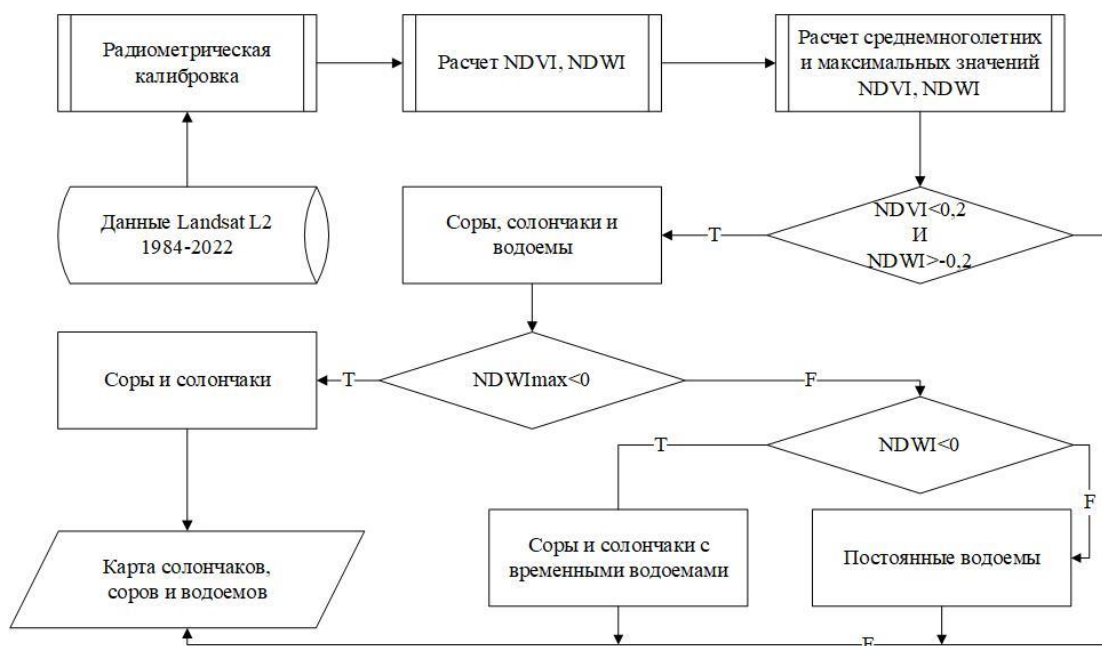 Радиометрическая
калибровка
Расчет NDVI, NDWI
Расчет среднемноголетних
и максимальных значений
NDVI, NDWI
Данные Landsat L2
1984-2022
Соры, солончаки и
водоемы
T
NDVI<0,2
И
NDWI>-0,2
Соры и солончаки
T
NDWImax<0
F
T
NDWI<0
F
Карта солончаков,
соров и водоемов
Соры и солончаки с
временными водоемами
Постоянные водоемы
F